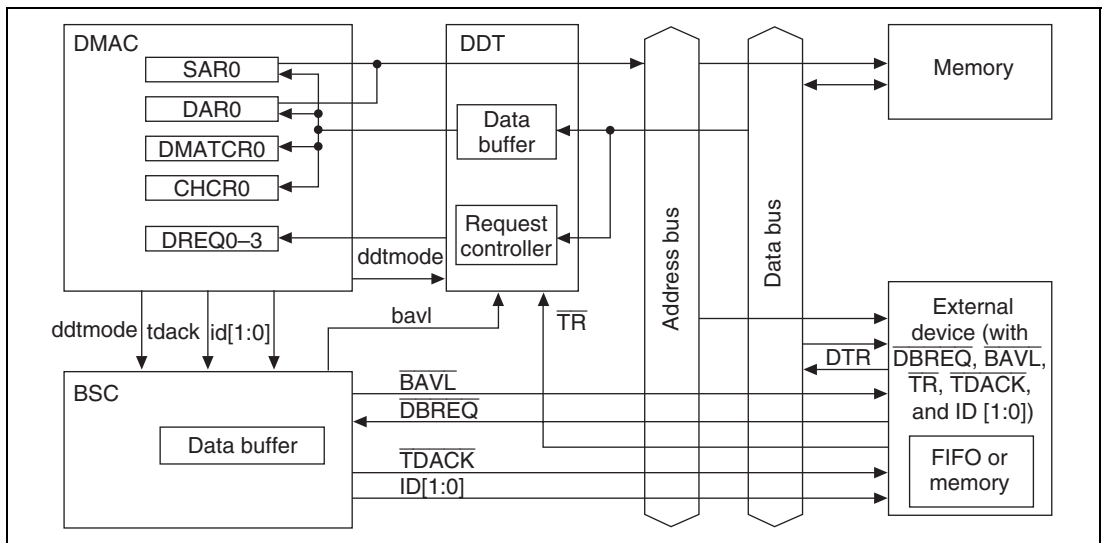 DMAC
SAR0
DAR0
DMATCR0
CHCR0
DREQ0–3
DDT
Data
buffer
Request
controller
ddtmode
bavl
TR
ddtmode
tdack
id[1:0]
BSC
Data buffer
BAVL
DBREQ
TDACK
ID[1:0]
Address bus
Data bus
Memory
DTR
External
device (with
DBREQ, BAVL,
TR, TDACK,
and ID [1:0])
FIFO or
memory